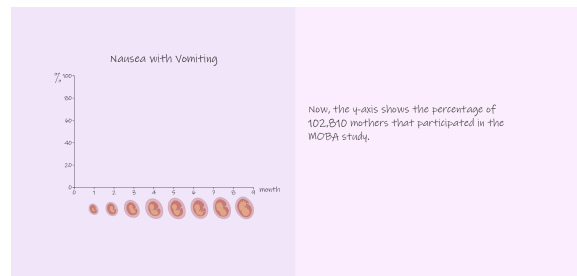 Nausea with Vomiting
%
100
80
60
40
20
0
0 1 2 3 4 5 6 7 8 9 month
Now, the y-axis shows the percentage of
102,810 mothers that participated in the
MOBA study.